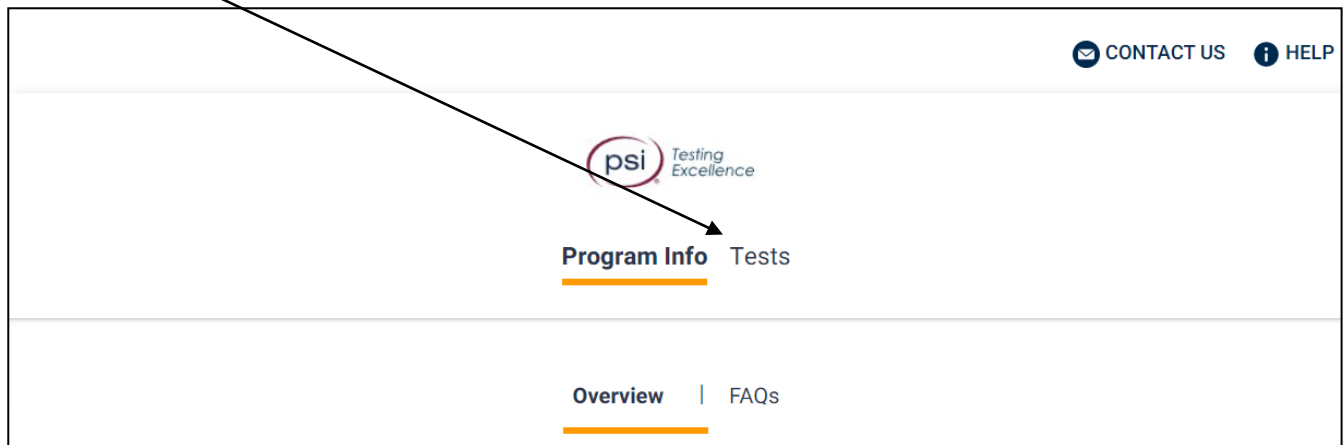 CONTACT US HELP
psi Testing
Excellence
Program Info Tests
Overview | FAQs